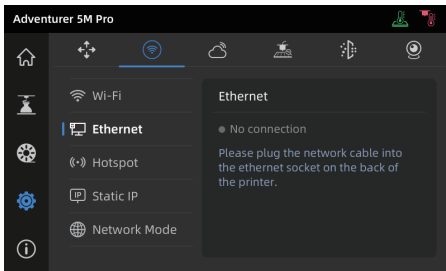 Adventurer 5M Pro
Wi-Fi
Ethernet
Hotspot
IP
Static IP
Network Mode
Ethernet
No connection
Please plug the network cable into
the ethernet socket on the back of
the printer.